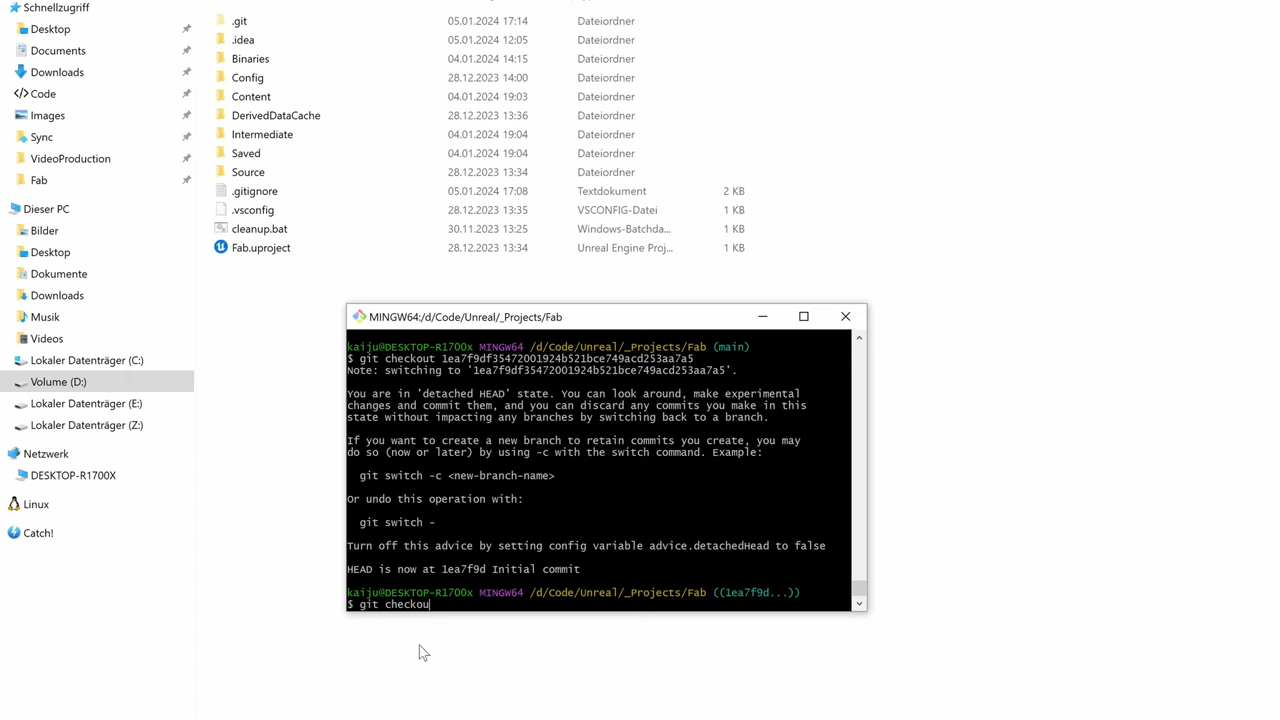 Schnellzugriff
Desktop
Documents
Downloads
Code
Images
Sync
VideoProduction
Fab
Dieser PC
Bilder
Desktop
Dokumente
Downloads
Musik
Videos
Lokaler Datenträger (C:)
Volume (D:)
Lokaler Datenträger (E:)
Lokaler Datenträger (Z:)
Netzwerk
DESKTOP-R1700X
Linux
Catch!
.git 05.01.2024 17:14 Dateiordner
.idea 05.01.2024 12:05 Dateiordner
Binaries 04.01.2024 14:15 Dateiordner
Config 28.12.2023 14:00 Dateiordner
Content 04.01.2024 19:03 Dateiordner
DerivedDataCache 28.12.2023 13:36 Dateiordner
Intermediate 04.01.2024 19:04 Dateiordner
Saved 04.01.2024 19:04 Dateiordner
Source 28.12.2023 13:34 Dateiordner
.gitignore 05.01.2024 17:08 Textdokument 2 KB
.vsconfig 28.12.2023 13:35 VSCONFIG-Datei 1 KB
cleanup.bat 30.11.2023 13:25 Windows-Batchda... 1 KB
Fab.uproject 28.12.2023 13:34 Unreal Engine Proj... 1 KB
MINGW64:/d/Code/Unreal/_Projects/Fab
kaiju@DESKTOP-R1700x MINGW64 /d/Code/Unreal/_Projects/Fab (main)
$ git checkout 1ea7f9df35472001924b521bce749acd253aa7a5
Note: switching to '1ea7f9df35472001924b521bce749acd253aa7a5'.
You are in 'detached HEAD' state. You can look around, make experimental
changes and commit them, and you can discard any commits you make in this
state without impacting any branches by switching back to a branch.
If you want to create a new branch to retain commits you create, you may
do so (now or later) by using -c with the switch command. Example:
git switch -c <new-branch-name>
Or undo this operation with:
git switch -
Turn off this advice by setting config variable advice.detachedHead to false
HEAD is now at 1ea7f9d Initial commit
kaiju@DESKTOP-R1700x MINGW64 /d/Code/Unreal/_Projects/Fab ((1ea7f9d...))
$ git checkou